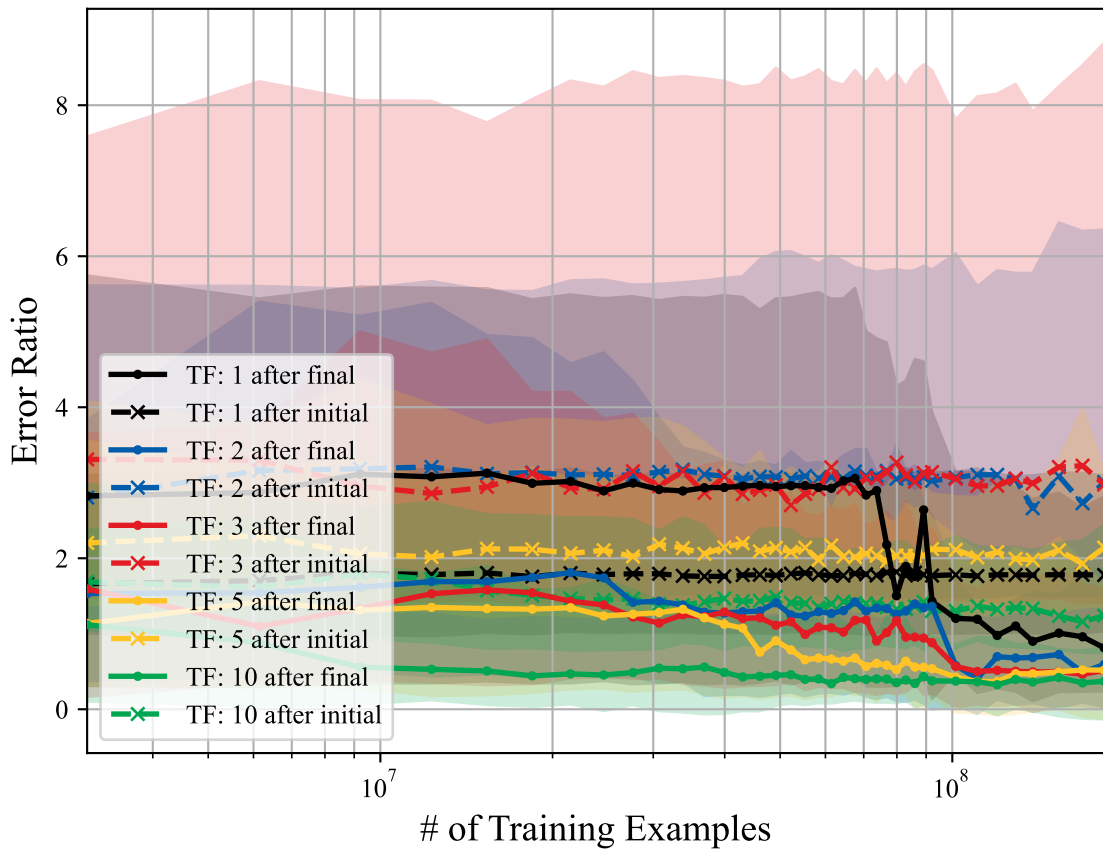 8
6
4
2
0
Error Ratio
TF: 1 after final
TF: 1 after initial
TF: 2 after final
TF: 2 after initial
TF: 3 after final
TF: 3 after initial
TF: 5 after final
TF: 5 after initial
TF: 10 after final
TF: 10 after initial
10⁷ 10⁸
# of Training Examples